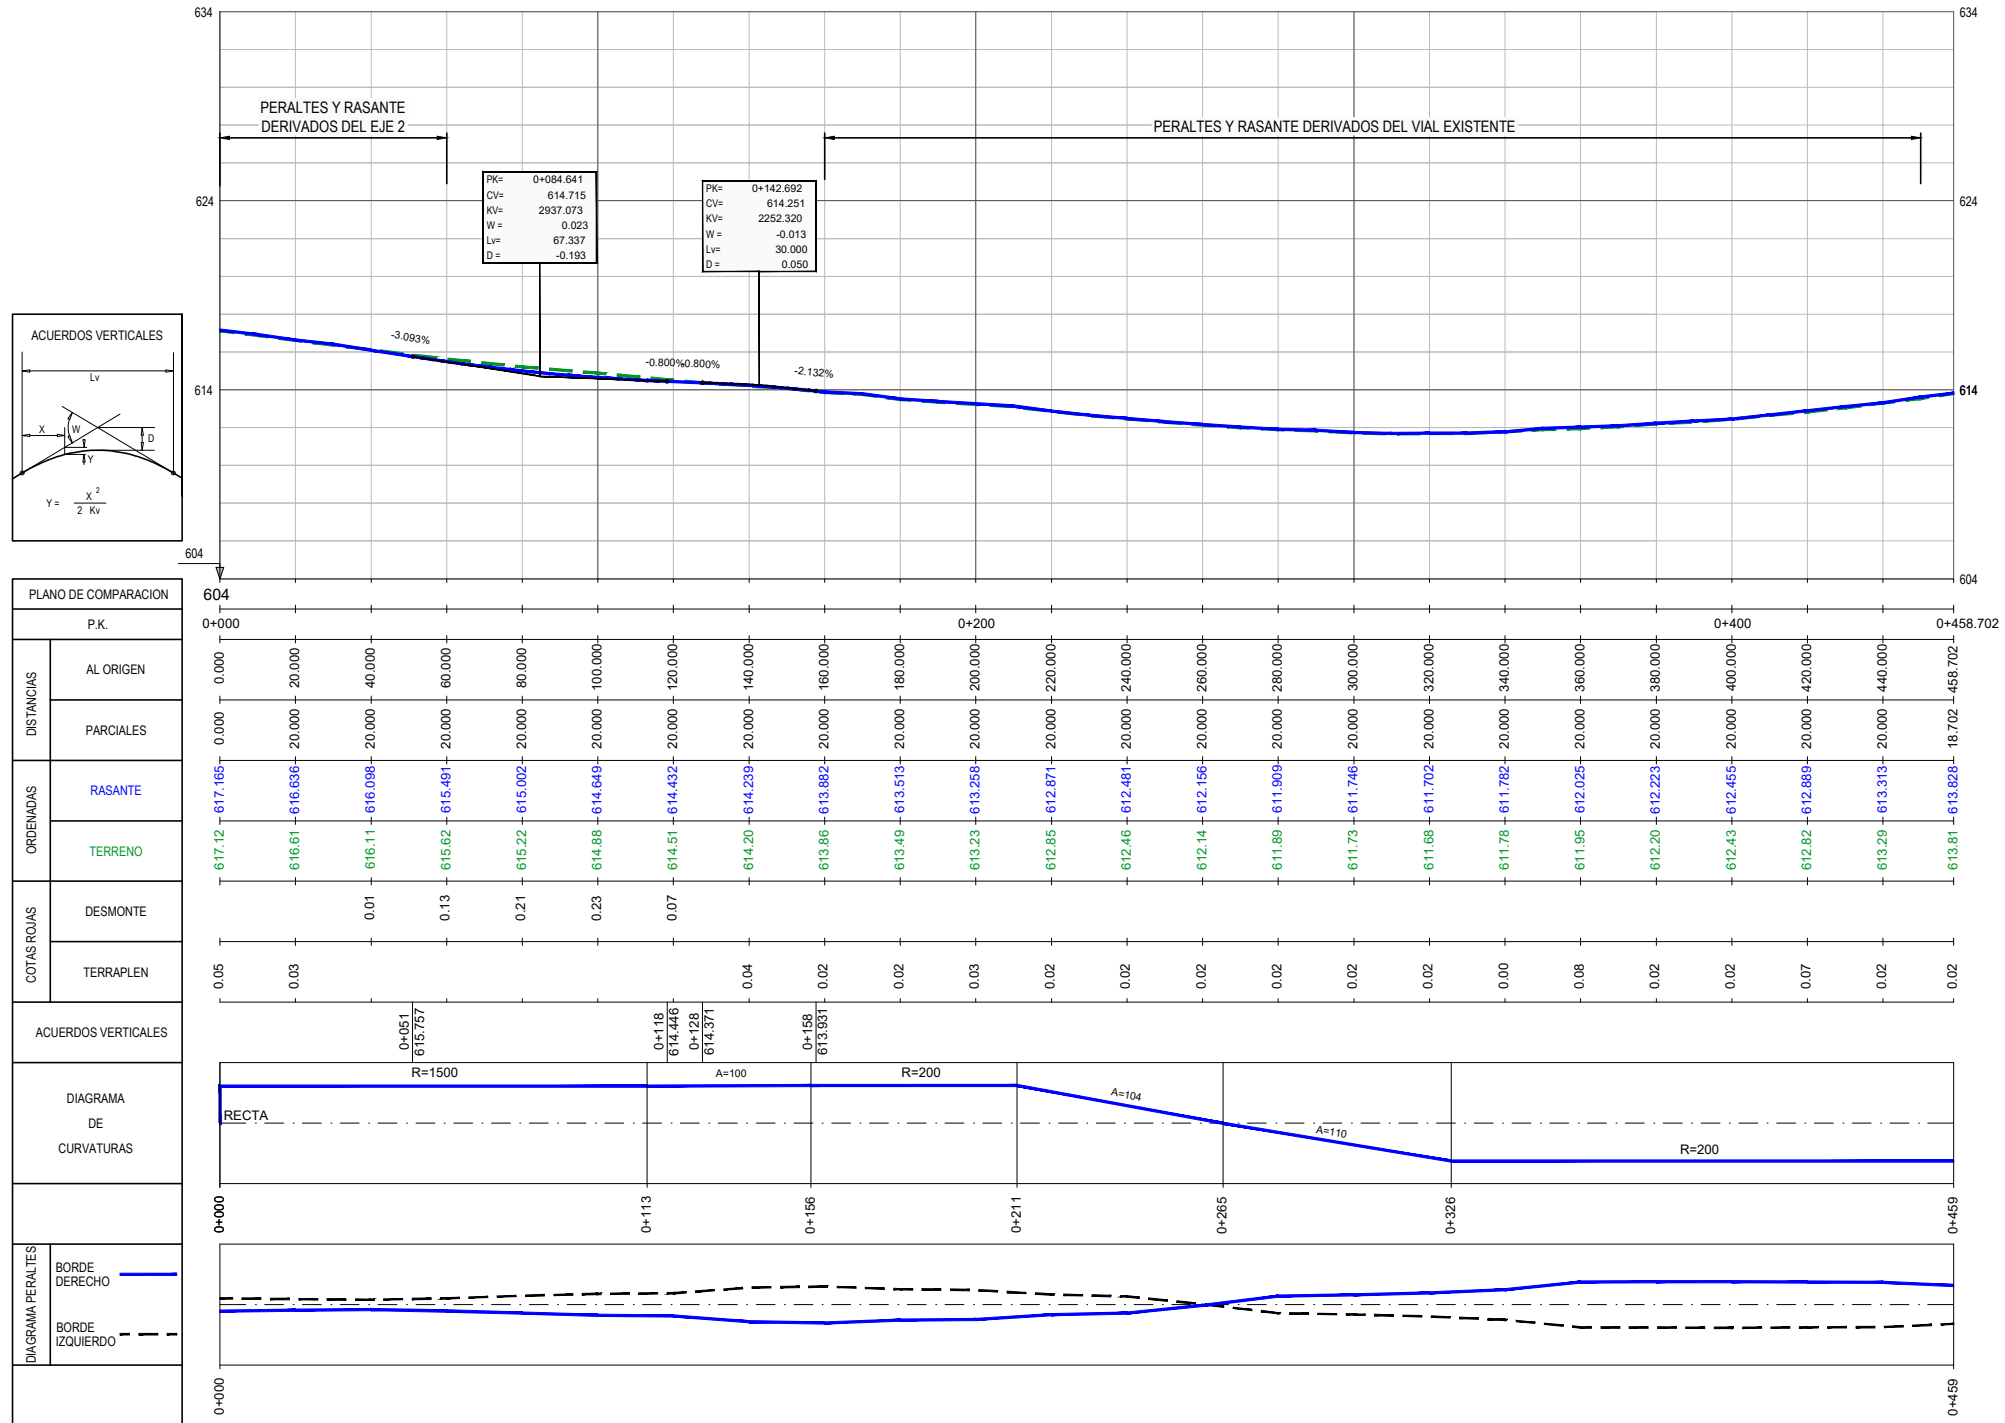 634
634
PERALTES Y RASANTE
DERIVADOS DEL EJE 2
PERALTES Y RASANTE DERIVADOS DEL VIAL EXISTENTE
PK= 0+084.641
CV= 614.715
KV= 2937.073
W = 0.023
Lv= 67.337
D = -0.193
PK= 0+142.692
CV= 614.251
KV= 2252.320
W = -0.013
Lv= 30.000
D = 0.050
624
624
-3.093%
-0.800%
-0.800%
-2.132%
614
614
ACUERDOS VERTICALES
Lv
X
W
D
Y
Y = X 2
2 Kv
604
604
PLANO DE COMPARACION 604
P.K. 0+000 0+200 0+400 0+458.702
DISTANCIAS
AL ORIGEN 0.000 20.000 40.000 60.000 80.000 100.000 120.000 140.000 160.000 180.000 200.000 220.000 240.000 260.000 280.000 300.000 320.000 340.000 360.000 380.000 400.000 420.000 440.000 458.702
PARCIALES 0.000 20.000 20.000 20.000 20.000 20.000 20.000 20.000 20.000 20.000 20.000 20.000 20.000 20.000 20.000 20.000 20.000 20.000 20.000 20.000 20.000 20.000 20.000 18.702
ORDENADAS
RASANTE 617.165 616.636 616.098 615.491 615.002 614.649 614.432 614.239 613.882 613.513 613.258 612.871 612.481 612.156 611.909 611.746 611.702 611.782 612.025 612.223 612.455 612.889 613.313 613.828
TERRENO 617.12 616.61 616.11 615.62 615.22 614.88 614.51 614.20 613.86 613.49 613.23 612.85 612.46 612.14 611.89 611.73 611.68 611.78 611.95 612.20 612.43 612.82 613.29 613.81
COTAS ROJAS
DESMONTE 0.01 0.13 0.21 0.23 0.07
TERRAPLEN 0.05 0.03 0.04 0.02 0.02 0.03 0.02 0.02 0.02 0.02 0.02 0.02 0.00 0.08 0.02 0.02 0.07 0.02 0.02
ACUERDOS VERTICALES
0+051
615.757
0+118
614.446
0+128
614.371
0+158
613.931
DIAGRAMA
DE
CURVATURAS
R=1500
A=100
R=200
A=104
RECTA
A=110
R=200
0+000 0+113 0+156 0+211 0+265 0+326 0+459
DIAGRAMA PERALTES
BORDE
DERECHO
BORDE
IZQUIERDO
0+000 0+459